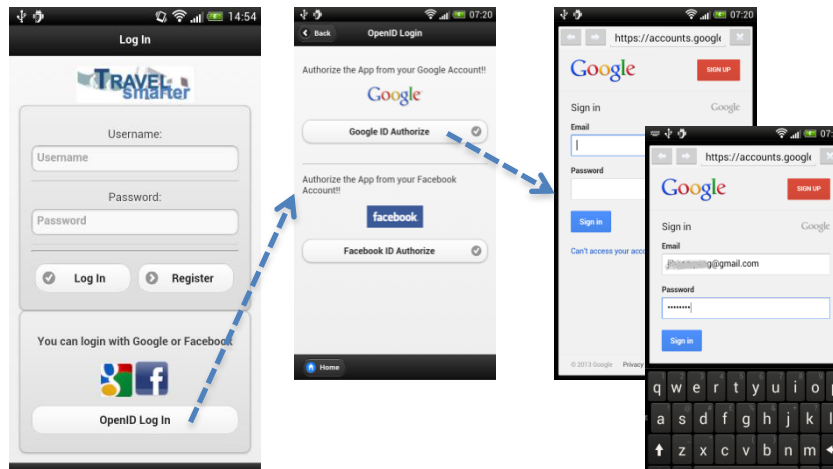 14:54
Log In
TRAVEL
smarter
Username:
Username
Password:
Password
Log In
Register
You can login with Google or Facebook
OpenID Log In
07:20
Back
OpenID Login
Authorize the App from your Google Account!!
Google
Google ID Authorize
Authorize the App from your Facebook
Account!!
facebook
Facebook ID Authorize
Home
07:20
https://accounts.google
Google
SIGN UP
Sign in
Google
Email
Password
Sign in
Can't access your acco
© 2013 Google
Privacy
07:
https://accounts.google
Google
SIGN UP
Sign in
Google
Email
g@gmail.com
Password
••••••••
Sign in
q w e r t y u i o p
a s d f g h j k l
z x c v b n m